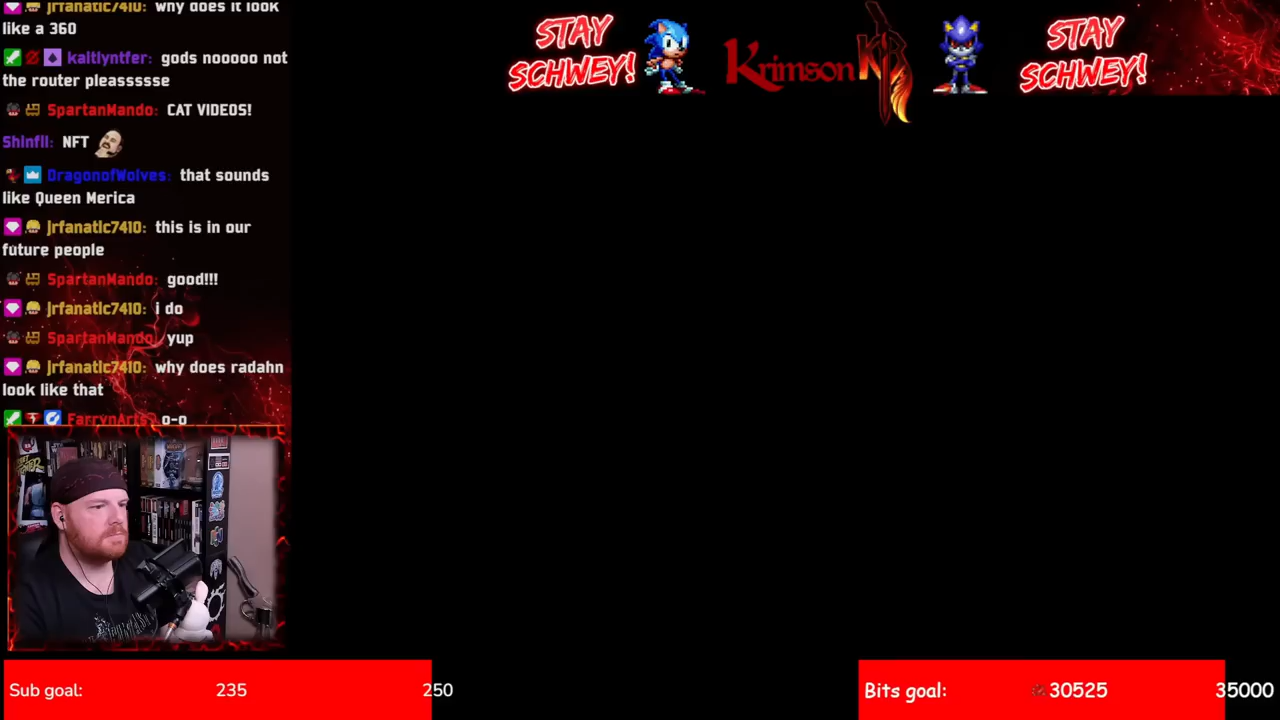 jrfanatic7410: why does it look
like a 360
kaitlyntfer: gods nooooo not
the router pleassssse
SpartanMando: CAT VIDEOS!
Shinfll: NFT
DragonofWolves: that sounds
like Queen Merica
jrfanatic7410: this is in our
future people
SpartanMando: good!!!
jrfanatic7410: i do
SpartanMando: yup
jrfanatic7410: why does radahn
look like that
FarrynArts: o-o
STAY
SCHWEY!
Krimson KB
STAY
SCHWEY!
Sub goal: 235 250
Bits goal: 30525 35000